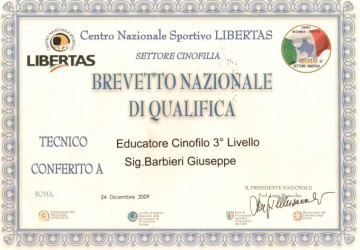 Centro Nazionale Sportivo LIBERTAS
LIBERTAS
SETTORE CINOFILIA
BREVETTO NAZIONALE
DI QUALIFICA
TECNICO
Educatore Cinofilo 3° Livello
CONFERITO A
Sig.Barbieri Giuseppe
ROMA,
24 Dicembre 2009
IL PRESIDENTE NAZIONALE